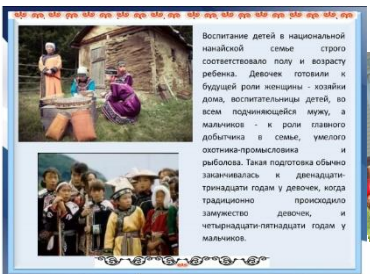 Воспитание детей в национальной
нанайской семье строго
соответствовало полу и возрасту
ребенка. Девочек готовили к
будущей роли женщины - хозяйки
дома, воспитательницы детей, во
всем подчиняющейся мужу, а
мальчиков - к роли главного
добытчика в семье, умелого
охотника-промысловика и
рыболова. Такая подготовка обычно
заканчивалась к двенадцати-
тринадцати годам у девочек, когда
традиционно происходило
замужество девочек, и
четырнадцати-пятнадцати годам у
мальчиков.